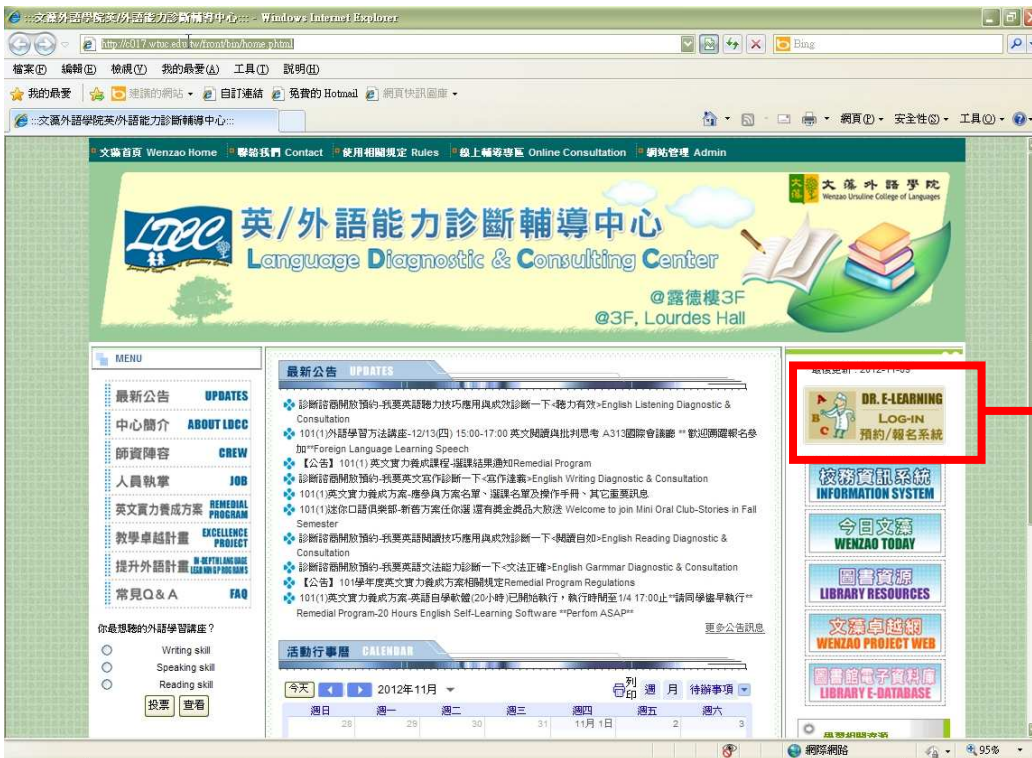 :::文藻外語學院英/外語能力診斷輔導中心::: - Windows Internet Explorer
http://c017.wtuc.edu.tw/front/bin/home.phtml
Bing
檔案(F) 編輯(E) 檢視(V) 我的最愛(A) 工具(T) 說明(H)
我的最愛 建議的網站 自訂連結 免費的 Hotmail 網頁快訊圖庫
:::文藻外語學院英/外語能力診斷輔導中心:::
網頁(P) 安全性(S) 工具(O)
文藻首頁 Wenzao Home 聯絡我們 Contact 使用相關規定 Rules 線上輔導專區 Online Consultation 網站管理 Admin
文藻
文藻外語學院
Wenzao Ursuline College of Languages
LDCC
英/外語能力診斷輔導中心
Language Diagnostic & Consulting Center
@露德樓3F
@3F, Lourdes Hall
MENU
最新公告 UPDATES
中心簡介 ABOUT LDCC
師資陣容 CREW
人員執掌 JOB
英文實力養成方案 REMEDIAL PROGRAM
教學卓越計畫 EXCELLENCE PROJECT
提升外語計畫 IN-DEPTH LANGUAGE LEARNING PROGRAMS
常見Q&A FAQ
你最想聽的外語學習講座？
Writing skill
Speaking skill
Reading skill
投票 查看
最新公告 UPDATES
診斷諮商開放預約-我要英語聽力技巧應用與成效診斷一下<聽力有效>English Listening Diagnostic &
Consultation
101(1)外語學習方法講座-12/13(四) 15:00-17:00 英文閱讀與批判思考 A313國際會議廳 ** 歡迎踴躍報名參
加**Foreign Language Learning Speech
【公告】101(1) 英文實力養成課程-選課結果通知Remedial Program
診斷諮商開放預約-我要英文寫作診斷一下<寫作達義>English Writing Diagnostic & Consultation
101(1)英文實力養成方案-應參與方案名單、選課名單及操作手冊、其它重要訊息
101(1)迷你口語俱樂部-新舊方案任你選 還有獎金獎品大放送 Welcome to join Mini Oral Club-Stories in Fall
Semester
診斷諮商開放預約-我要英語閱讀技巧應用與成效診斷一下<閱讀自如>English Reading Diagnostic &
Consultation
診斷諮商開放預約-我要英語文法能力診斷一下<文法正確>English Garmmar Diagnostic & Consultation
【公告】101學年度英文實力養成方案相關規定Remedial Program Regulations
101(1)英文實力養成方案-英語自學軟體(20小時)已開始執行，執行時間至1/4 17:00止**請同學儘早執行**
Remedial Program-20 Hours English Self-Learning Software **Perfom ASAP**
更多公告訊息
活動行事曆 CALENDAR
今天 2012年11月 列印 週 月 待辦事項
週日 週一 週二 週三 週四 週五 週六
28 29 30 31 11月 1日 2 3
最後更新 : 2012-11-09
A B C
DR. E-LEARNING
LOG-IN
預約/報名系統
校務資訊系統
INFORMATION SYSTEM
今日文藻
WENZAO TODAY
圖書資源
LIBRARY RESOURCES
文藻卓越網
WENZAO PROJECT WEB
圖書館電子資料庫
LIBRARY E-DATABASE
學習相關資源
網際網路 95%